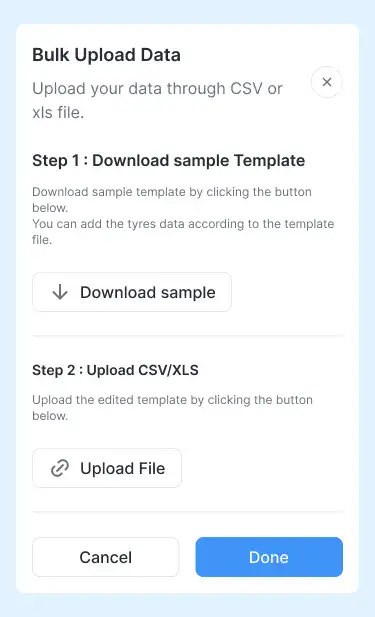 Bulk Upload Data
Upload your data through CSV or
xls file.
Step 1 : Download sample Template
Download sample template by clicking the button
below.
You can add the tyres data according to the template
file.
Download sample
Step 2 : Upload CSV/XLS
Upload the edited template by clicking the button
below.
Upload File
Cancel
Done